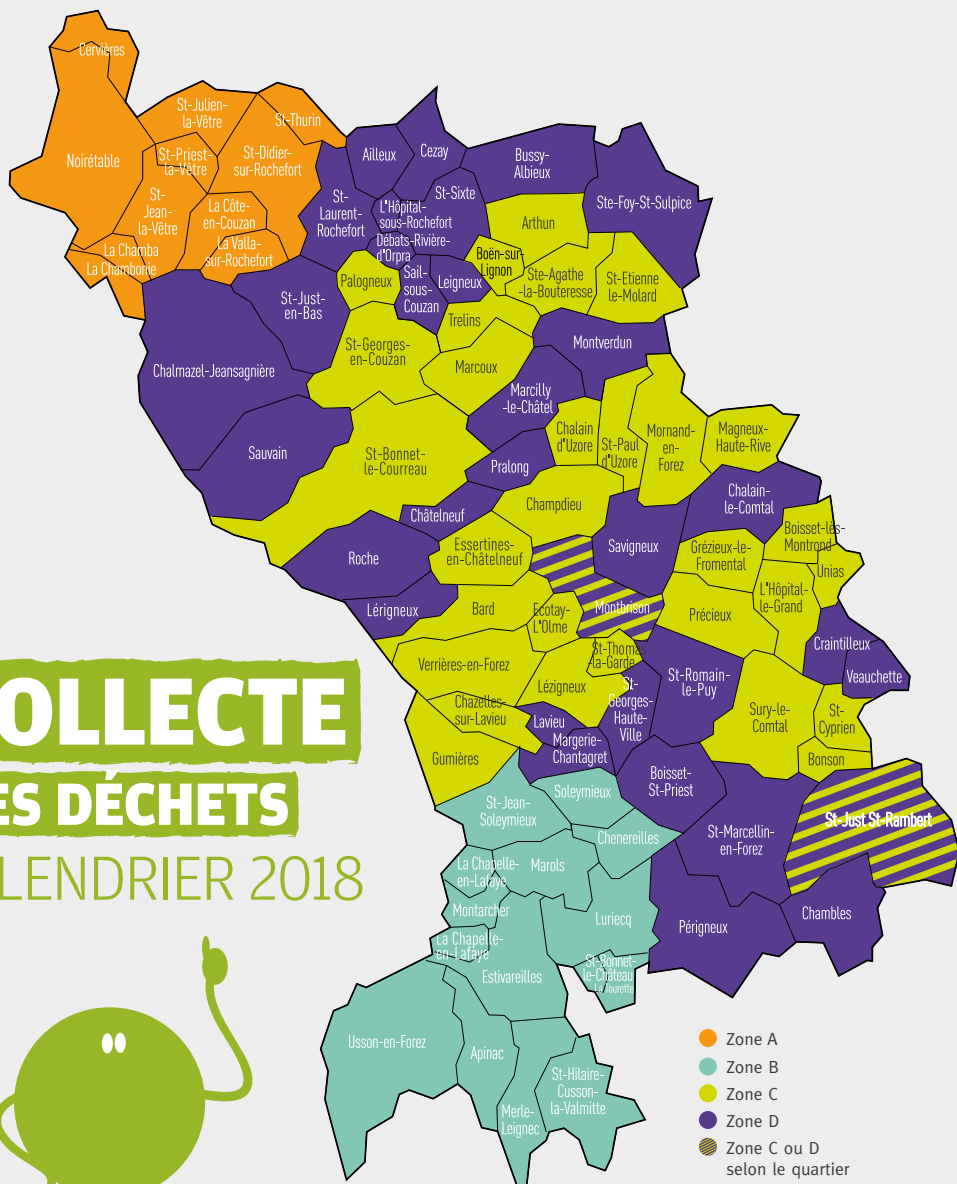 Cervières
St-Julien-
la-Vêtre
St-Thurin
Noirétable
St-Priest-
la-Vêtre
St-Didier-
sur-Rochefort
St-
Jean-
la-Vêtre
La Côte-
en-Couzan
La Valla-
sur-Rochefort
La Chamba
La Chambonie
Ailleux
Cezay
Bussy-
Albieux
Ste-Foy-St-Sulpice
St-
Laurent-
Rochefort
L'Hôpital-
sous-Rochefort
St-Sixte
Débats-Rivière-
d'Orpra
Arthun
Boën-sur-
Lignon
Palogneux
Sail-
sous-
Couzan
Leigneux
Ste-Agathe
-la-Bouteresse
St-Etienne
le-Molard
St-Just-
en-Bas
Trelins
St-Georges-
en-Couzan
Marcoux
Montverdun
Chalmazel-Jeansagnière
Marcilly
-le-Châtel
Chalain
d'Uzore
St-Paul
d'Uzore
Mornand-
en-
Forez
Magneux-
Haute-Rive
Sauvain
St-Bonnet-
le-Courreau
Pralong
Chalain-
le-Comtal
Châtelneuf
Champdieu
Boisset-lès-
Montrond
Roche
Essertines-
en-Châtelneuf
Savigneux
Grézieux-le-
Fromental
Unias
L'Hôpital-
le-Grand
Lérigneux
Bard
Ecotay-
L'Olme
Montbrison
Précieux
Craintilleux
Veauchette
Verrières-en-Forez
St-Thomas
-la-Garde
Lézigneux
St-
Georges-
Haute-
Ville
St-Romain-
le-Puy
Chazelles-
sur-Lavieu
Lavieu
Sury-le-
Comtal
St-
Cyprien
Margerie-
Chantagret
Gumières
Bonson
Boisset-
St-Priest
St-Jean-
Soleymieux
Soleymieux
St-Just St-Rambert
Chenereilles
St-Marcellin-
en-Forez
La Chapelle-
en-Lafaye
Marols
Montarcher
Luriecq
Périgneux
Chambles
La Chapelle-
en-Lafaye
Estivareilles
St-Bonnet-
le-Château
La Tourette
Usson-en-Forez
Apinac
St-Hilaire-
Cusson-
la-Valmitte
Merle-
Leignec
OLLECTE
ES DÉCHETS
LENDRIER 2018
Zone A
Zone B
Zone C
Zone D
Zone C ou D
selon le quartier